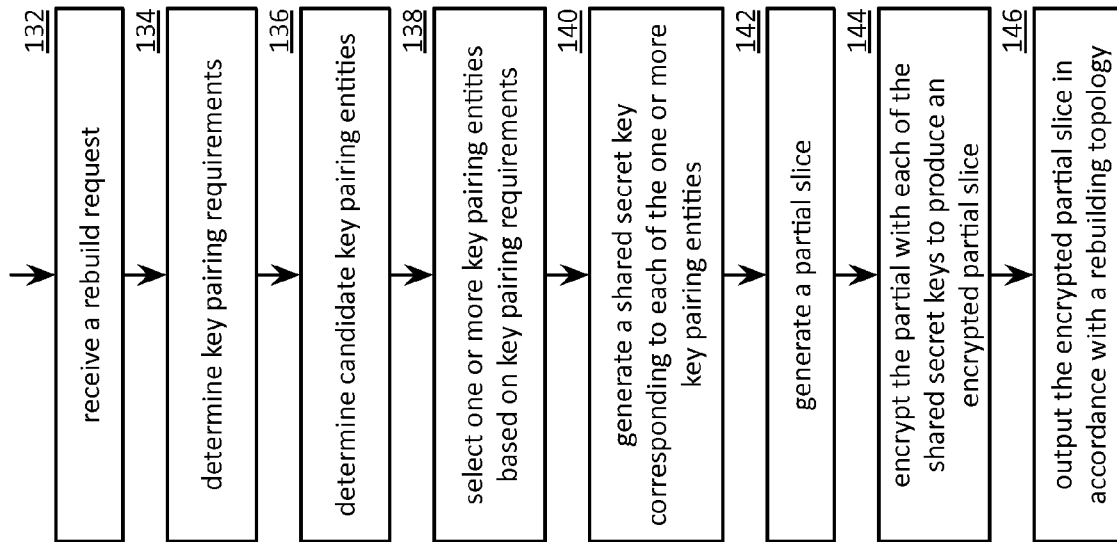 132
receive a rebuild request
134
determine key pairing requirements
136
determine candidate key pairing entities
138
select one or more key pairing entities
based on key pairing requirements
140
generate a shared secret key
corresponding to each of the one or more
key pairing entities
142
generate a partial slice
144
encrypt the partial with each of the
shared secret keys to produce an
encrypted partial slice
146
output the encrypted partial slice in
accordance with a rebuilding topology